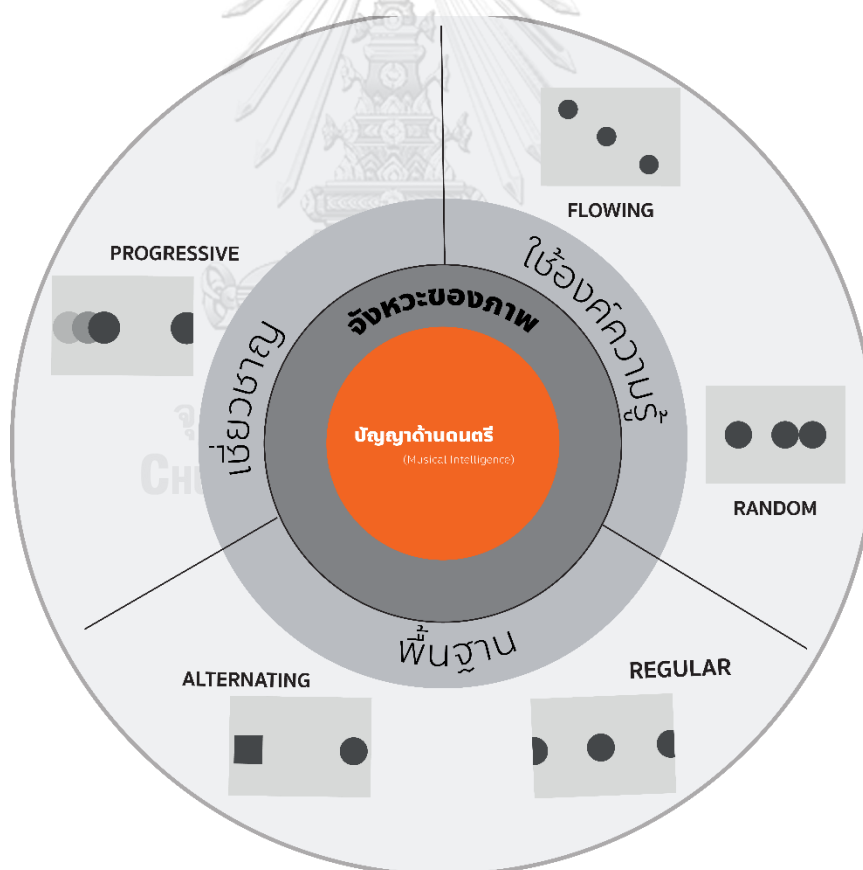 FLOWING
PROGRESSIVE
ใช้องค์ความรู้
จังหวะของภาพ
เชี่ยวชาญ
ปัญญาด้านดนตรี
(Musical Intelligence)
RANDOM
พื้นฐาน
ALTERNATING
REGULAR